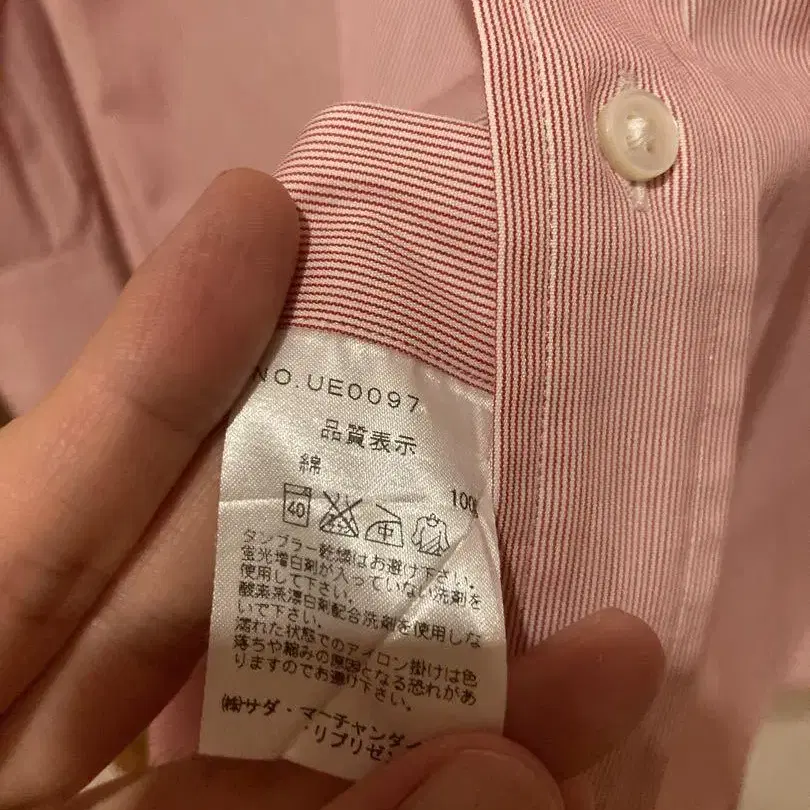 NO.UE0097
品質表示
綿 100%
40 中
タンブラー乾燥はお避け下さい。
蛍光増白剤が入っていない洗剤を
使用して下さい。
酸素系漂白剤配合洗剤を使用しな
いで下さい。
濡れた状態でのアイロン掛けは色
落ちや縮みの原因となる恐れがあ
りますのでお避け下さい。
㈱サダ・マーチャンダイ
・リプリゼン